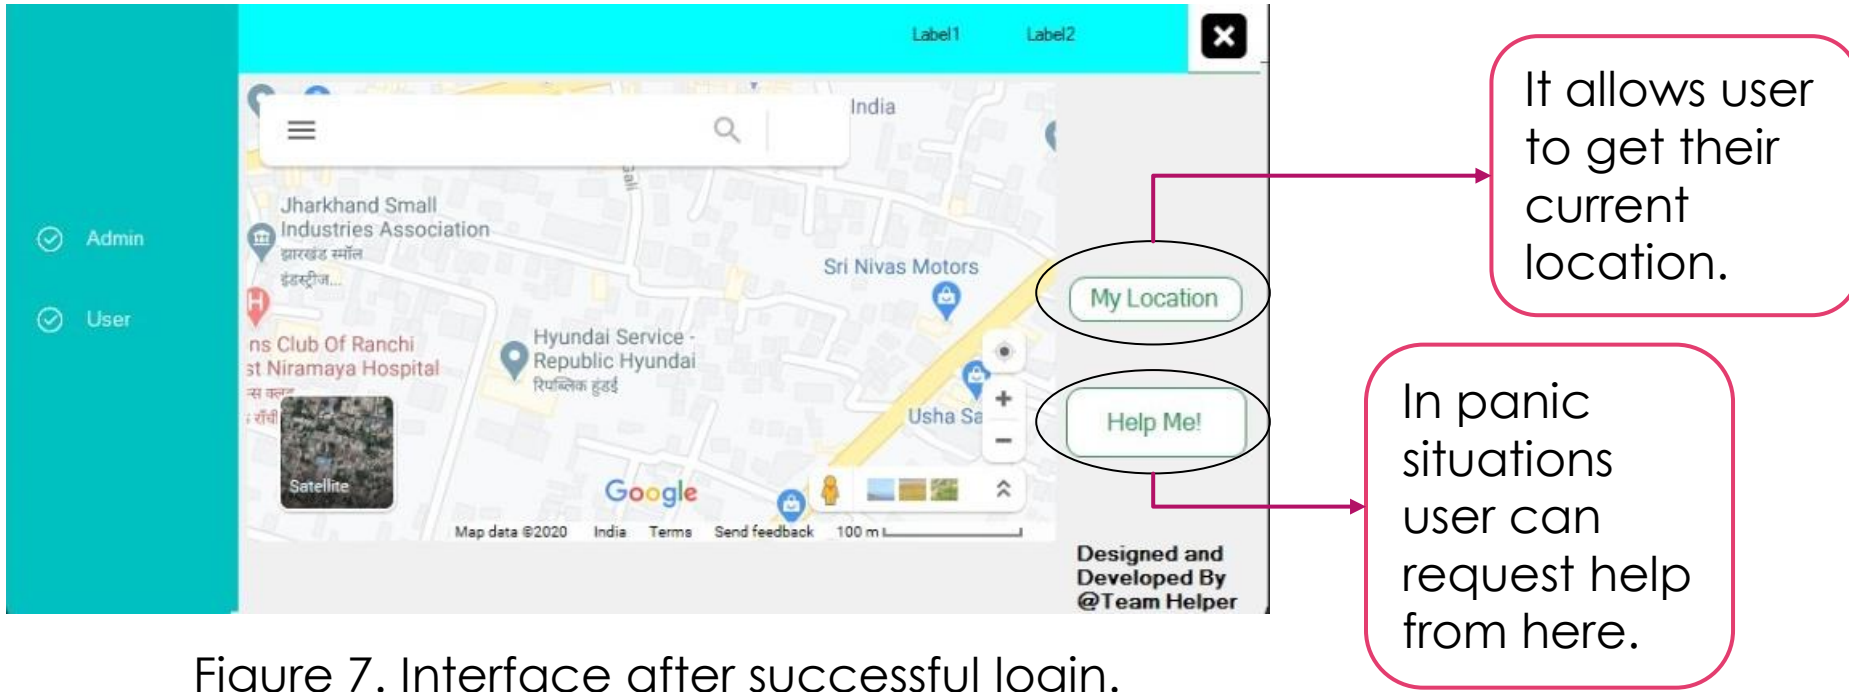 Label1
Label2
India
Gali
Jharkhand Small
Industries Association
झारखंड स्मॉल
इंडस्ट्रीज...
Admin
User
Sri Nivas Motors
H
ns Club Of Ranchi
st Niramaya Hospital
Hyundai Service -
Republic Hyundai
रिपब्लिक हुंडई
Usha Sa
Satellite
Google
Map data ©2020 India Terms Send feedback 100 m
My Location
Help Me!
Designed and
Developed By
@Team Helper
It allows user
to get their
current
location.
In panic
situations
user can
request help
from here.
Figure 7. Interface after successful login.